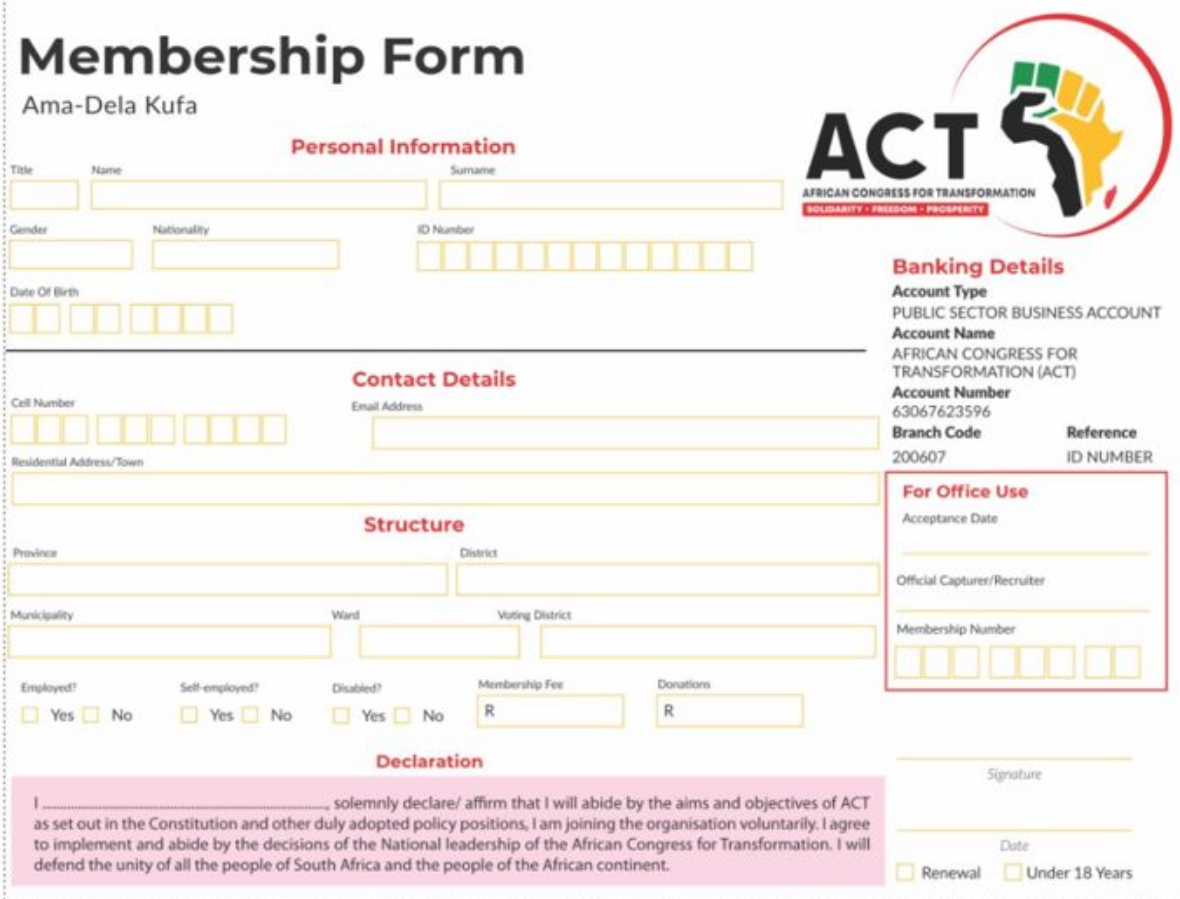 Membership Form
Ama-Dela Kufa
ACT
AFRICAN CONGRESS FOR TRANSFORMATION
SOLIDARITY • FREEDOM • PROSPERITY
Personal Information
Title Name Surname
Gender Nationality ID Number
Date Of Birth
Contact Details
Cell Number Email Address
Residential Address/Town
Structure
Province District
Municipality Ward Voting District
Employed? Self-employed? Disabled? Membership Fee Donations
Yes No Yes No Yes No R R
Declaration
I ............................................................................., solemnly declare/ affirm that I will abide by the aims and objectives of ACT
as set out in the Constitution and other duly adopted policy positions, I am joining the organisation voluntarily. I agree
to implement and abide by the decisions of the National leadership of the African Congress for Transformation. I will
defend the unity of all the people of South Africa and the people of the African continent.
Banking Details
Account Type
PUBLIC SECTOR BUSINESS ACCOUNT
Account Name
AFRICAN CONGRESS FOR
TRANSFORMATION (ACT)
Account Number
63067623596
Branch Code Reference
200607 ID NUMBER
For Office Use
Acceptance Date
Official Capturer/Recruiter
Membership Number
Signature
Date
Renewal Under 18 Years